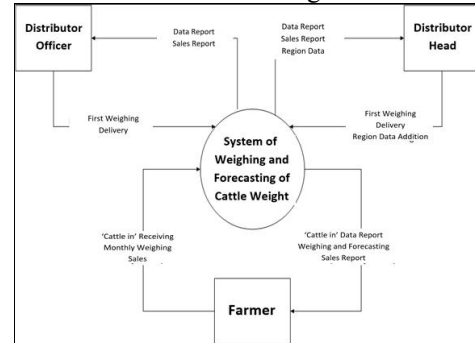 Distributor
Officer
Data Report
Sales Report
Data Report
Sales Report
Region Data
Distributor
Head
First Weighing
Delivery
First Weighing
Delivery
Region Data Addition
System of
Weighing and
Forecasting of
Cattle Weight
'Cattle in' Receiving
Monthly Weighing
Sales
'Cattle in' Data Report
Weighing and Forecasting
Sales Report
Farmer